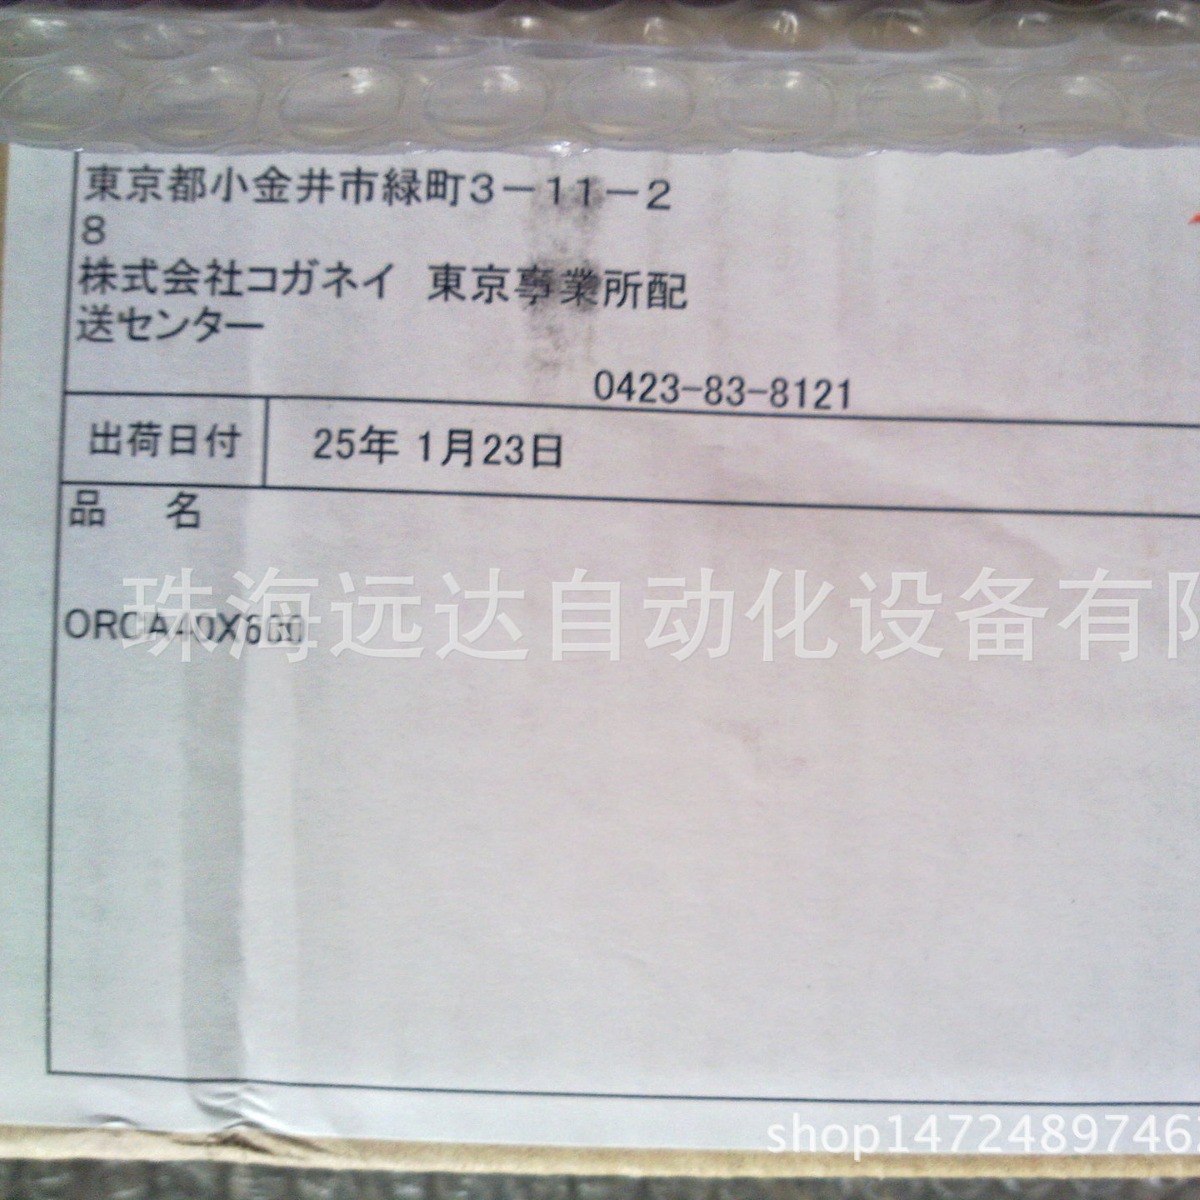 東京都小金井市緑町3-11-2
8
株式会社コガネイ 東京事業所配
送センター
0423-83-8121
出荷日付 25年 1月23日
品 名
珠海远达自动化设备有限
ORCA40X600
shop1472489746